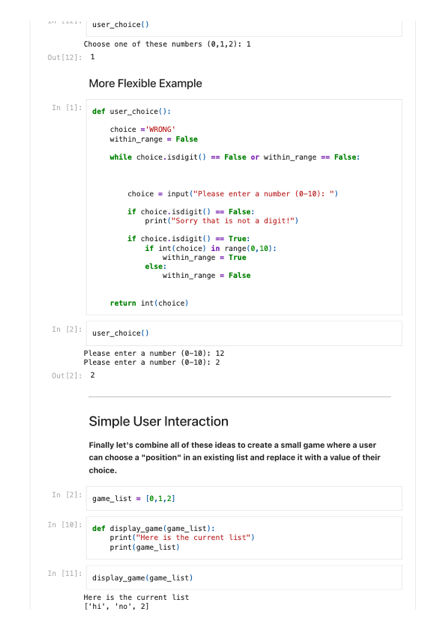 user_choice()
Choose one of these numbers (0,1,2): 1
Out[12]: 1
More Flexible Example
In [1]: def user_choice():
choice ='WRONG'
within_range = False
while choice.isdigit() == False or within_range == False:
choice = input("Please enter a number (0-10): ")
if choice.isdigit() == False:
print("Sorry that is not a digit!")
if choice.isdigit() == True:
if int(choice) in range(0,10):
within_range = True
else:
within_range = False
return int(choice)
In [2]: user_choice()
Please enter a number (0-10): 12
Please enter a number (0-10): 2
Out[2]: 2
Simple User Interaction
Finally let's combine all of these ideas to create a small game where a user
can choose a "position" in an existing list and replace it with a value of their
choice.
In [2]: game_list = [0,1,2]
In [10]: def display_game(game_list):
print("Here is the current list")
print(game_list)
In [11]: display_game(game_list)
Here is the current list
['hi', 'no', 2]